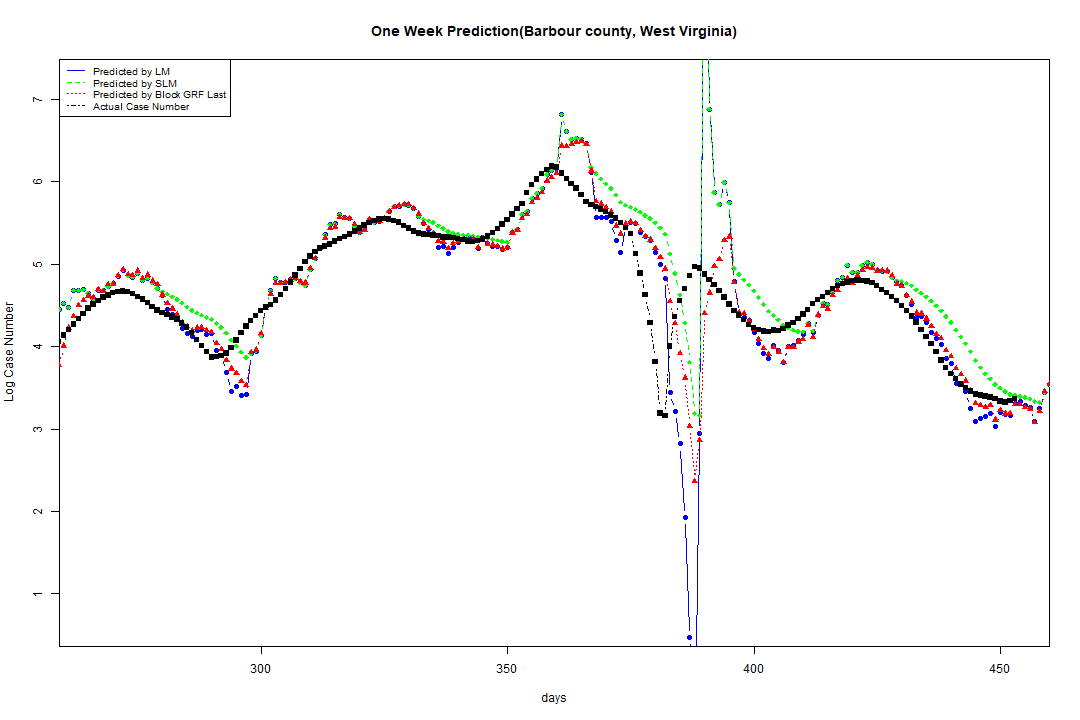 One Week Prediction(Barbour county, West Virginia)
Predicted by LM
Predicted by SLM
Predicted by Block GRF Last
Actual Case Number
7
6
5
4
3
2
1
Log Case Number
300 350 400 450
days